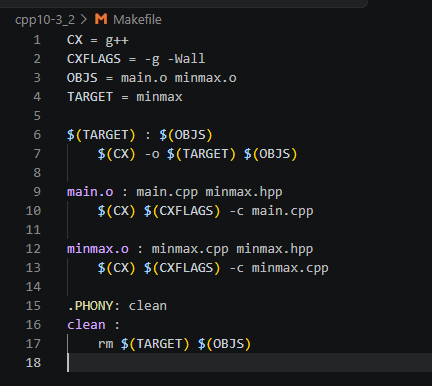 cpp10-3_2 > M Makefile
1 CX = g++
2 CXFLAGS = -g -Wall
3 OBJS = main.o minmax.o
4 TARGET = minmax
5
6 $(TARGET) : $(OBJS)
7     $(CX) -o $(TARGET) $(OBJS)
8
9 main.o : main.cpp minmax.hpp
10     $(CX) $(CXFLAGS) -c main.cpp
11
12 minmax.o : minmax.cpp minmax.hpp
13     $(CX) $(CXFLAGS) -c minmax.cpp
14
15 .PHONY: clean
16 clean :
17     rm $(TARGET) $(OBJS)
18